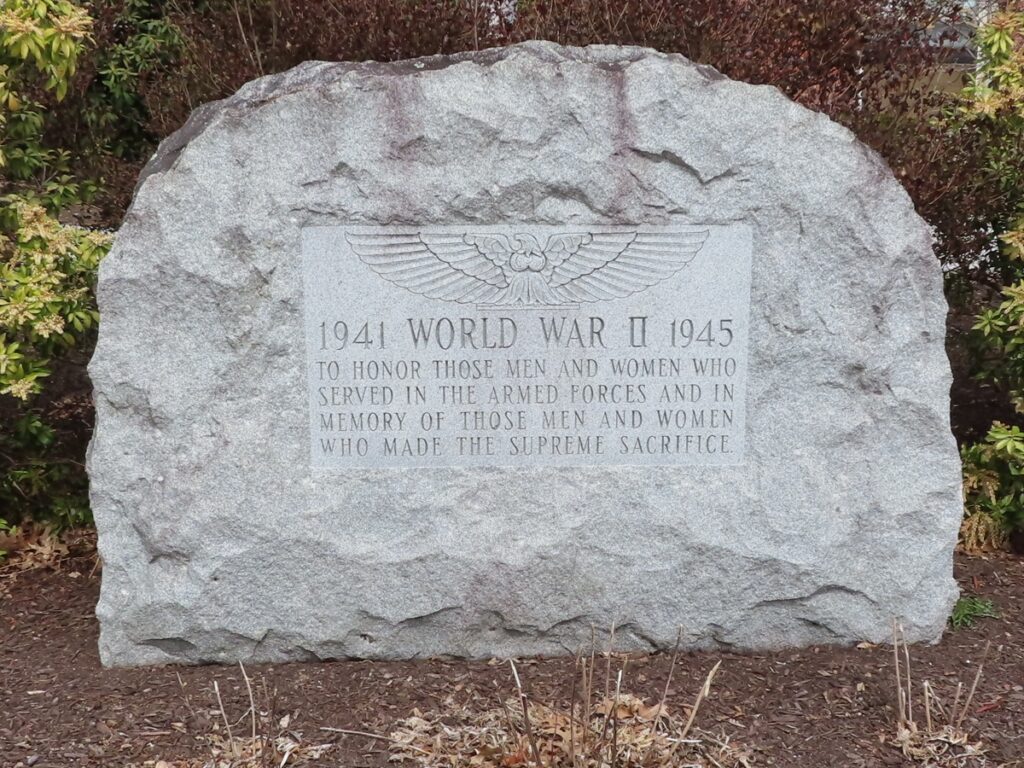 1941 WORLD WAR II 1945
TO HONOR THOSE MEN AND WOMEN WHO
SERVED IN THE ARMED FORCES AND IN
MEMORY OF THOSE MEN AND WOMEN
WHO MADE THE SUPREME SACRIFICE.